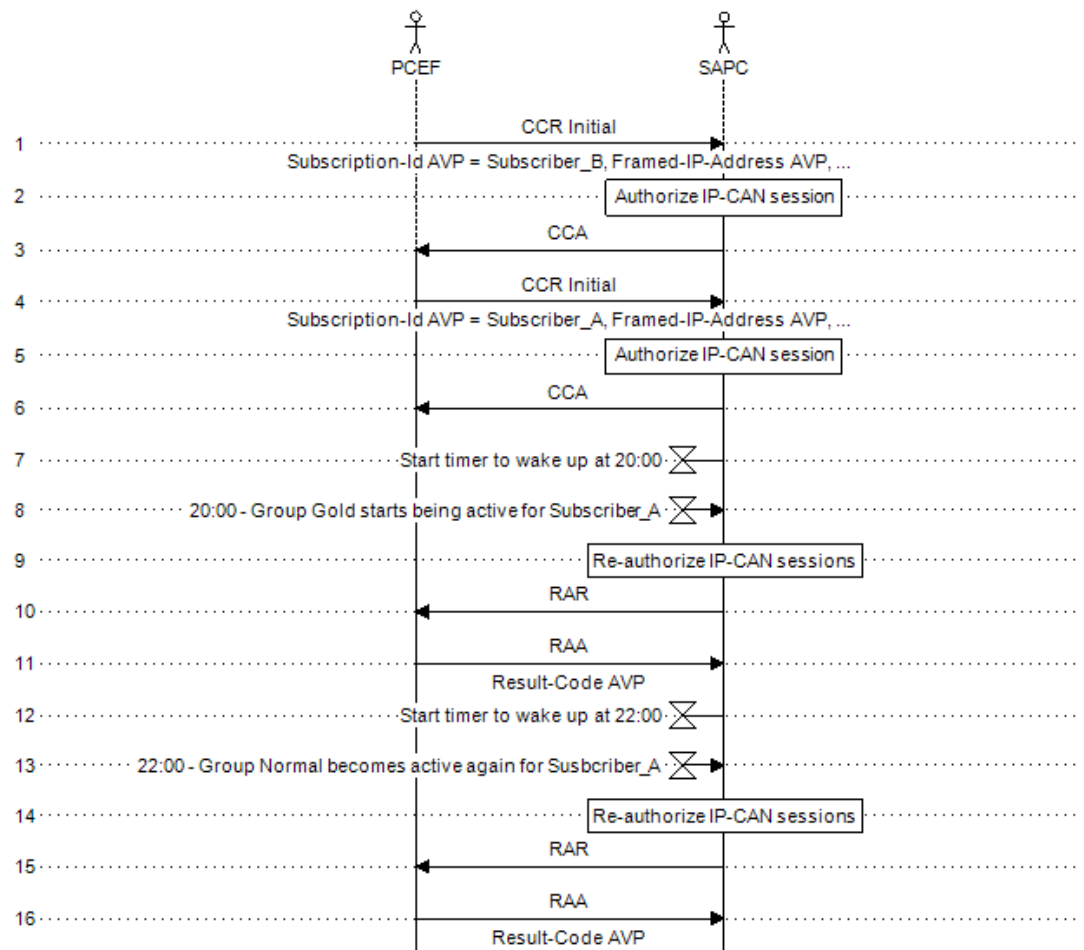 PCEF SAPC
CCR Initial
1
Subscription-Id AVP = Subscriber_B, Framed-IP-Address AVP, ...
2 Authorize IP-CAN session
CCA
3
CCR Initial
4
Subscription-Id AVP = Subscriber_A, Framed-IP-Address AVP, ...
5 Authorize IP-CAN session
CCA
6
7 Start timer to wake up at 20:00
8 20:00 - Group Gold starts being active for Subscriber_A
9 Re-authorize IP-CAN sessions
RAR
10
RAA
11
Result-Code AVP
12 Start timer to wake up at 22:00
13 22:00 - Group Normal becomes active again for Susbcriber_A
14 Re-authorize IP-CAN sessions
RAR
15
RAA
16
Result-Code AVP